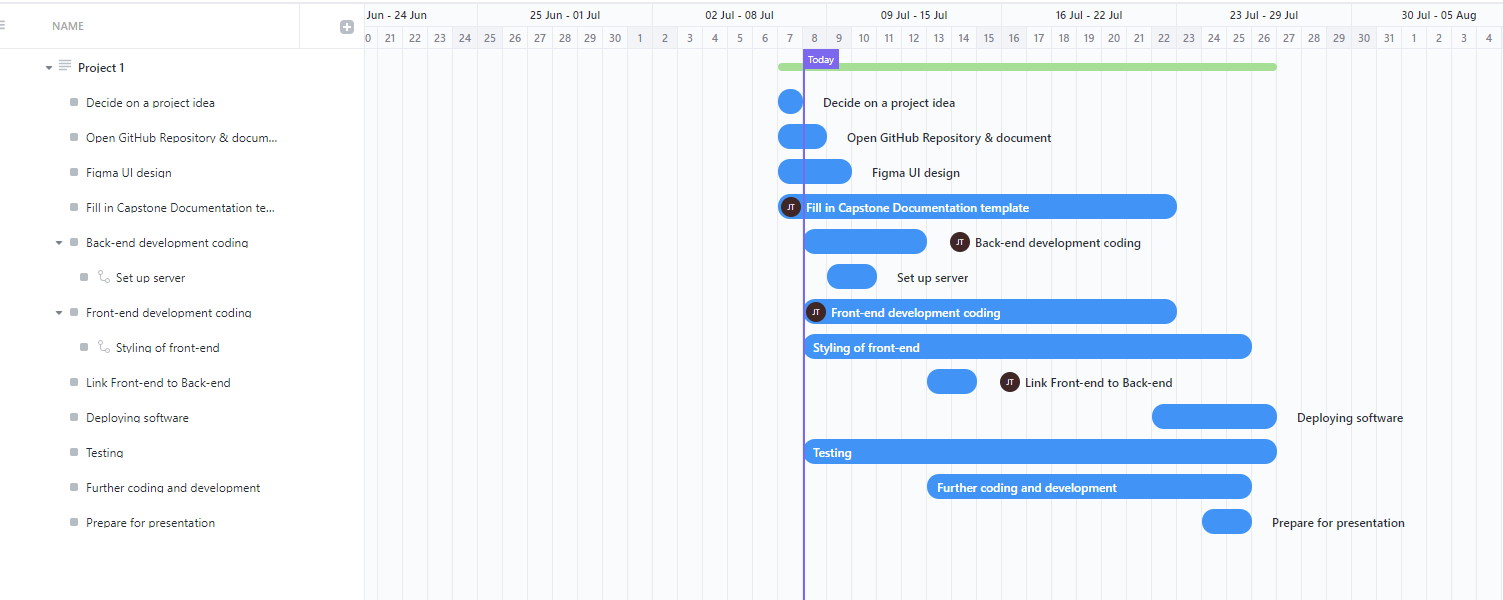 NAME
Jun - 24 Jun 25 Jun - 01 Jul 02 Jul - 08 Jul 09 Jul - 15 Jul 16 Jul - 22 Jul 23 Jul - 29 Jul 30 Jul - 05 Aug
0 21 22 23 24 25 26 27 28 29 30 1 2 3 4 5 6 7 8 9 10 11 12 13 14 15 16 17 18 19 20 21 22 23 24 25 26 27 28 29 30 31 1 2 3 4
Today
Project 1
Decide on a project idea Decide on a project idea
Open GitHub Repository & docum... Open GitHub Repository & document
Figma UI design Figma UI design
Fill in Capstone Documentation te... JT Fill in Capstone Documentation template
Back-end development coding JT Back-end development coding
Set up server Set up server
Front-end development coding JT Front-end development coding
Styling of front-end Styling of front-end
Link Front-end to Back-end JT Link Front-end to Back-end
Deploying software Deploying software
Testing Testing
Further coding and development Further coding and development
Prepare for presentation Prepare for presentation